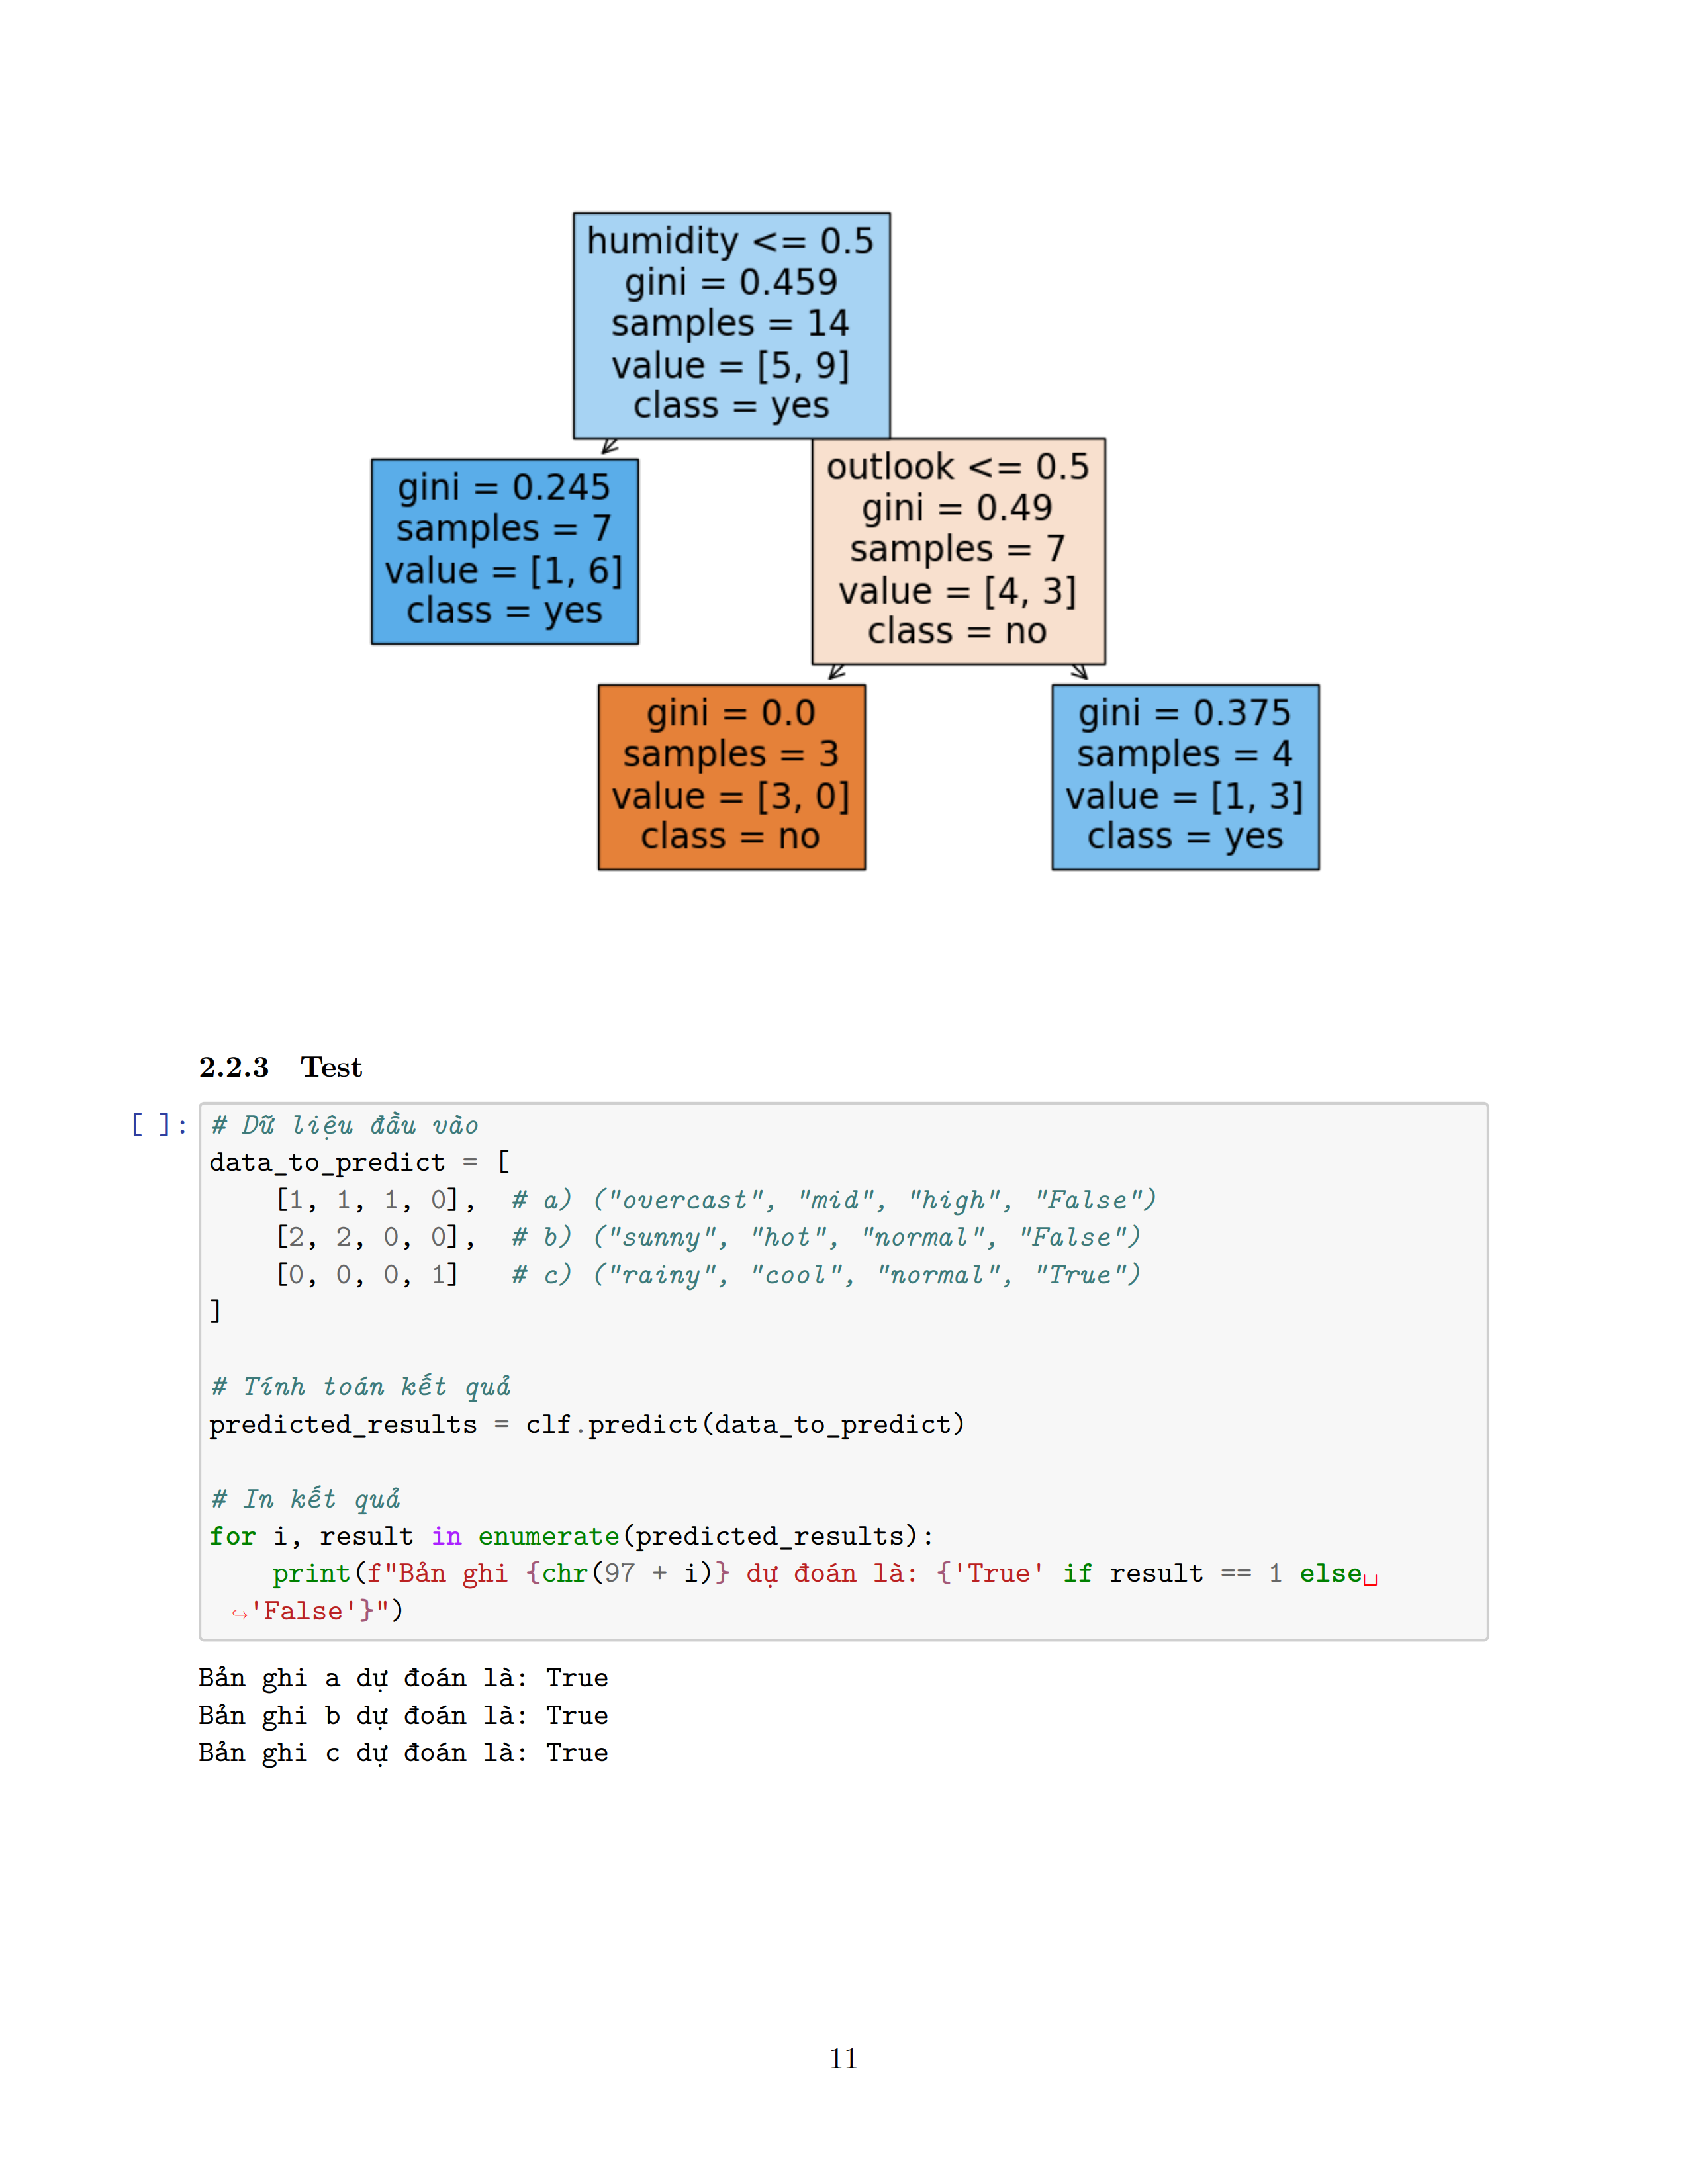 humidity <= 0.5
gini = 0.459
samples = 14
value = [5, 9]
class = yes
gini = 0.245
samples = 7
value = [1, 6]
class = yes
outlook <= 0.5
gini = 0.49
samples = 7
value = [4, 3]
class = no
gini = 0.0
samples = 3
value = [3, 0]
class = no
gini = 0.375
samples = 4
value = [1, 3]
class = yes
2.2.3 Test
[ ]: # Dữ liệu đầu vào
data_to_predict = [
    [1, 1, 1, 0],  # a) ("overcast", "mid", "high", "False")
    [2, 2, 0, 0],  # b) ("sunny", "hot", "normal", "False")
    [0, 0, 0, 1]   # c) ("rainy", "cool", "normal", "True")
]
# Tính toán kết quả
predicted_results = clf.predict(data_to_predict)
# In kết quả
for i, result in enumerate(predicted_results):
    print(f"Bản ghi {chr(97 + i)} dự đoán là: {'True' if result == 1 else␣
↪'False'}")
Bản ghi a dự đoán là: True
Bản ghi b dự đoán là: True
Bản ghi c dự đoán là: True
11